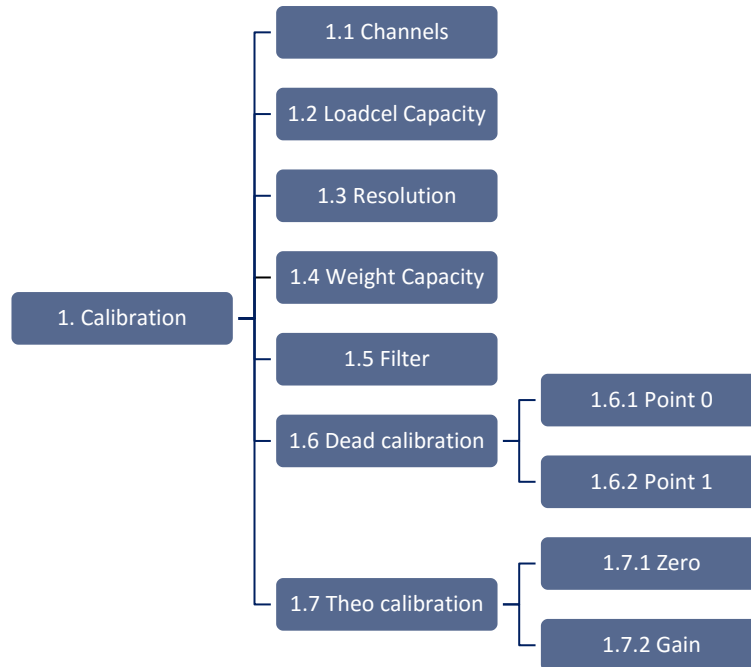 1. Calibration
1.1 Channels
1.2 Loadcel Capacity
1.3 Resolution
1.4 Weight Capacity
1.5 Filter
1.6 Dead calibration
1.6.1 Point 0
1.6.2 Point 1
1.7 Theo calibration
1.7.1 Zero
1.7.2 Gain